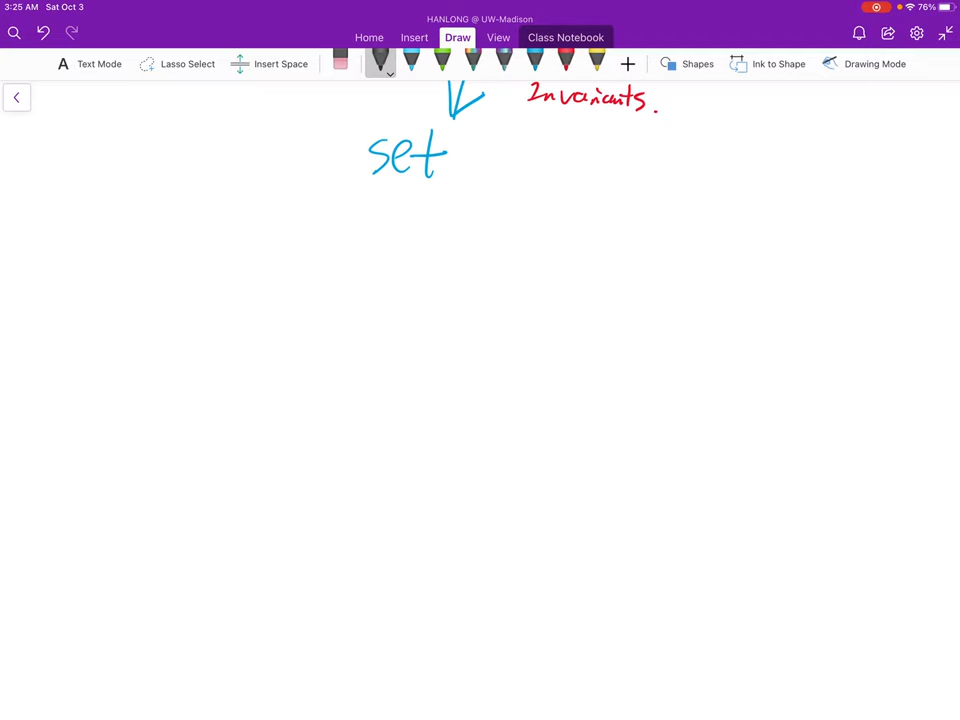 3:25 AM Sat Oct 3 76%
HANLONG @ UW-Madison
Home Insert Draw View Class Notebook
A Text Mode Lasso Select Insert Space + Shapes Ink to Shape Drawing Mode
Invariants.
set